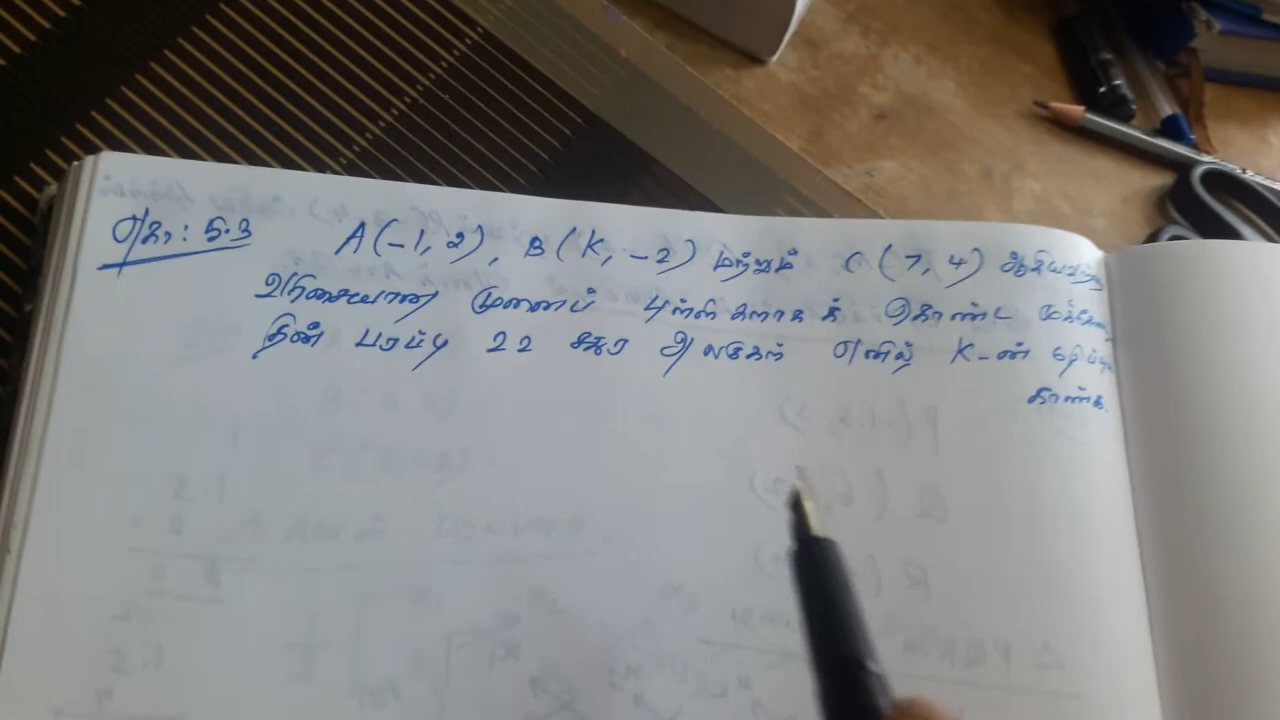 எ.கா : 5.3 A(-1, 2), B(K, -2) மற்றும் C(7, 4) ஆகியவற்றை
வரிசையான முனைப் புள்ளிகளாகக் கொண்ட முக்கோண
த்தின் பரப்பு 22 சதுர அலகுகள் எனில் K-ன் மதிப்புக்
காண்க.